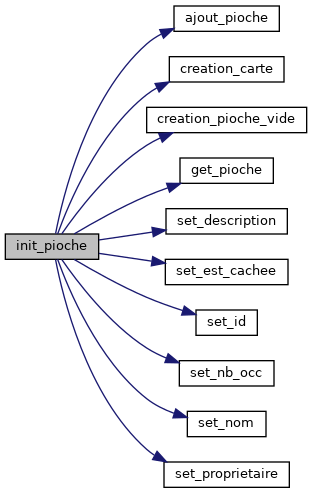 ajout_pioche
creation_carte
creation_pioche_vide
get_pioche
init_pioche
set_description
set_est_cachee
set_id
set_nb_occ
set_nom
set_proprietaire